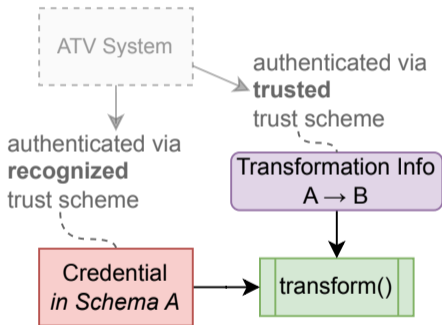 ATV System
authenticated via
trusted
trust scheme
authenticated via
recognized
trust scheme
Transformation Info
A → B
Credential
in Schema A
transform()